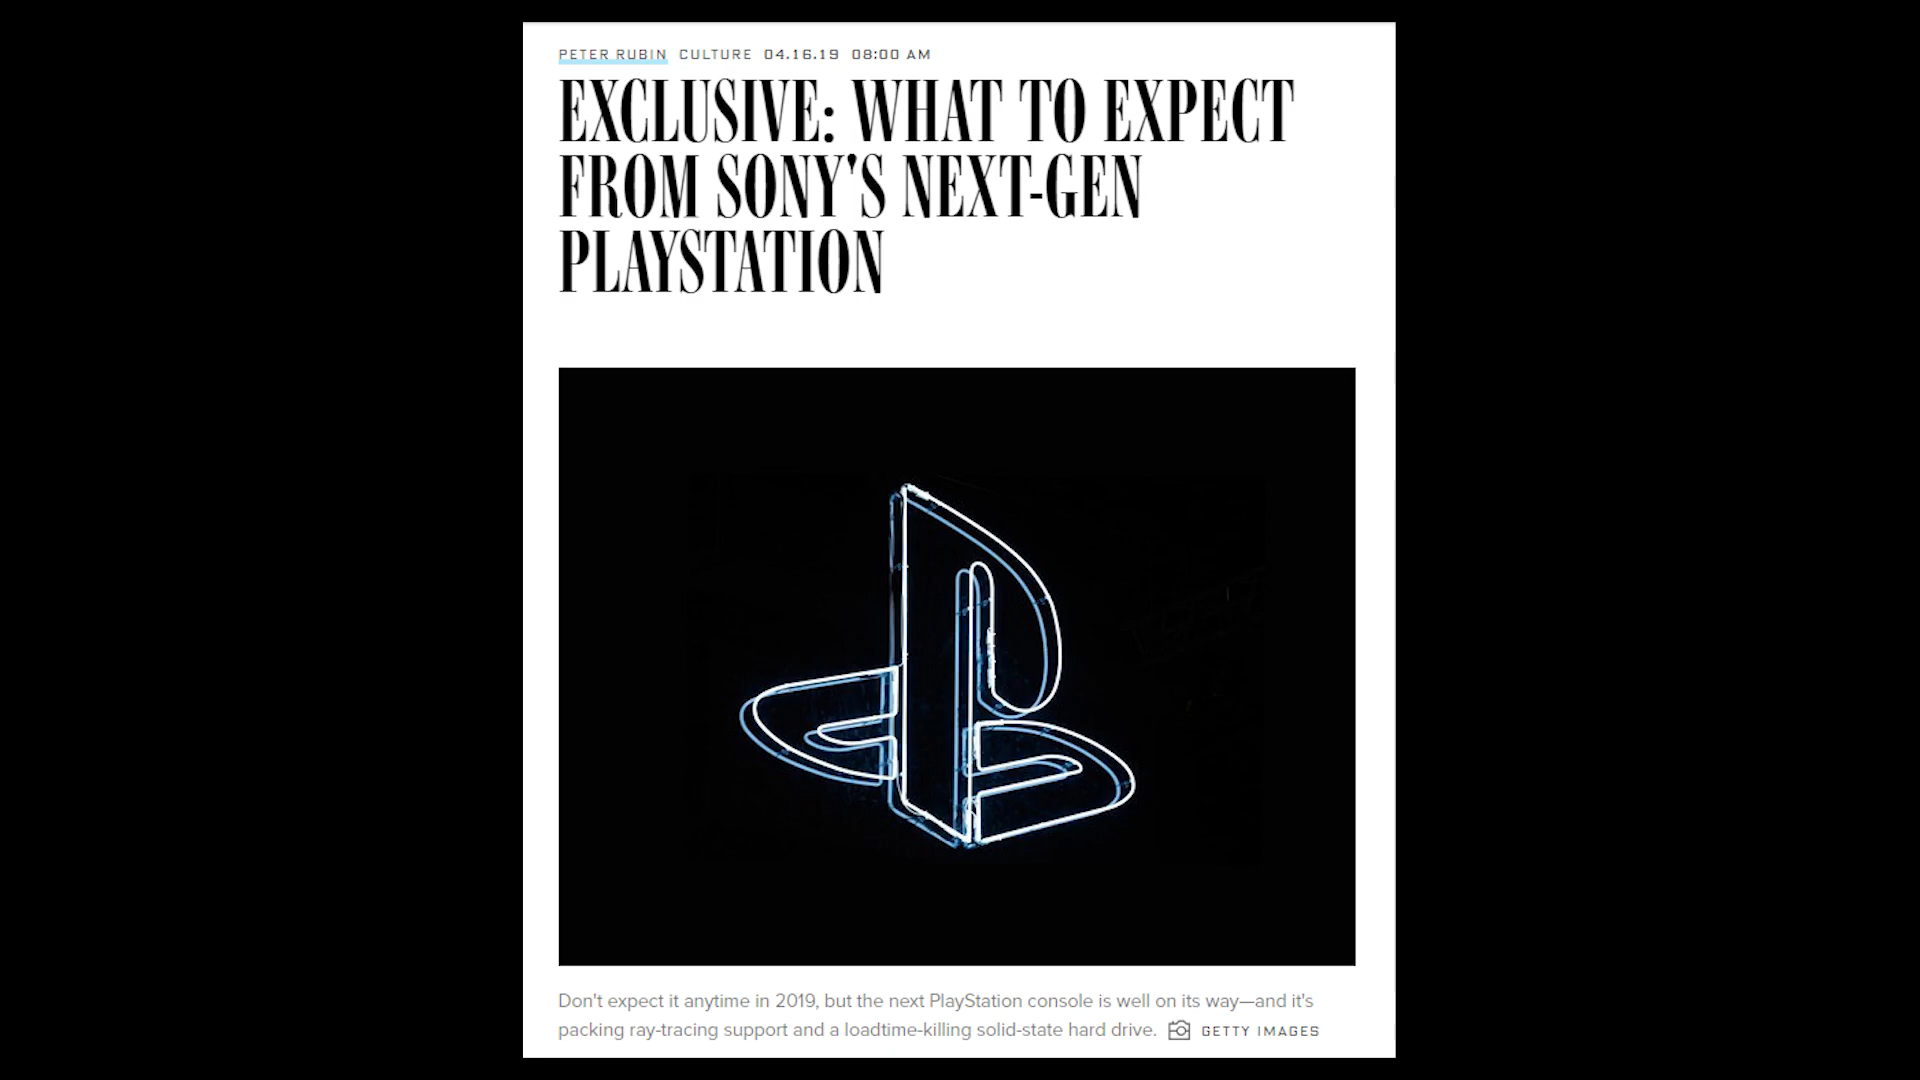 PETER RUBIN CULTURE 04.16.19 08:00 AM
EXCLUSIVE: WHAT TO EXPECT
FROM SONY'S NEXT-GEN
PLAYSTATION
Don't expect it anytime in 2019, but the next PlayStation console is well on its way—and it's
packing ray-tracing support and a loadtime-killing solid-state hard drive. GETTY IMAGES